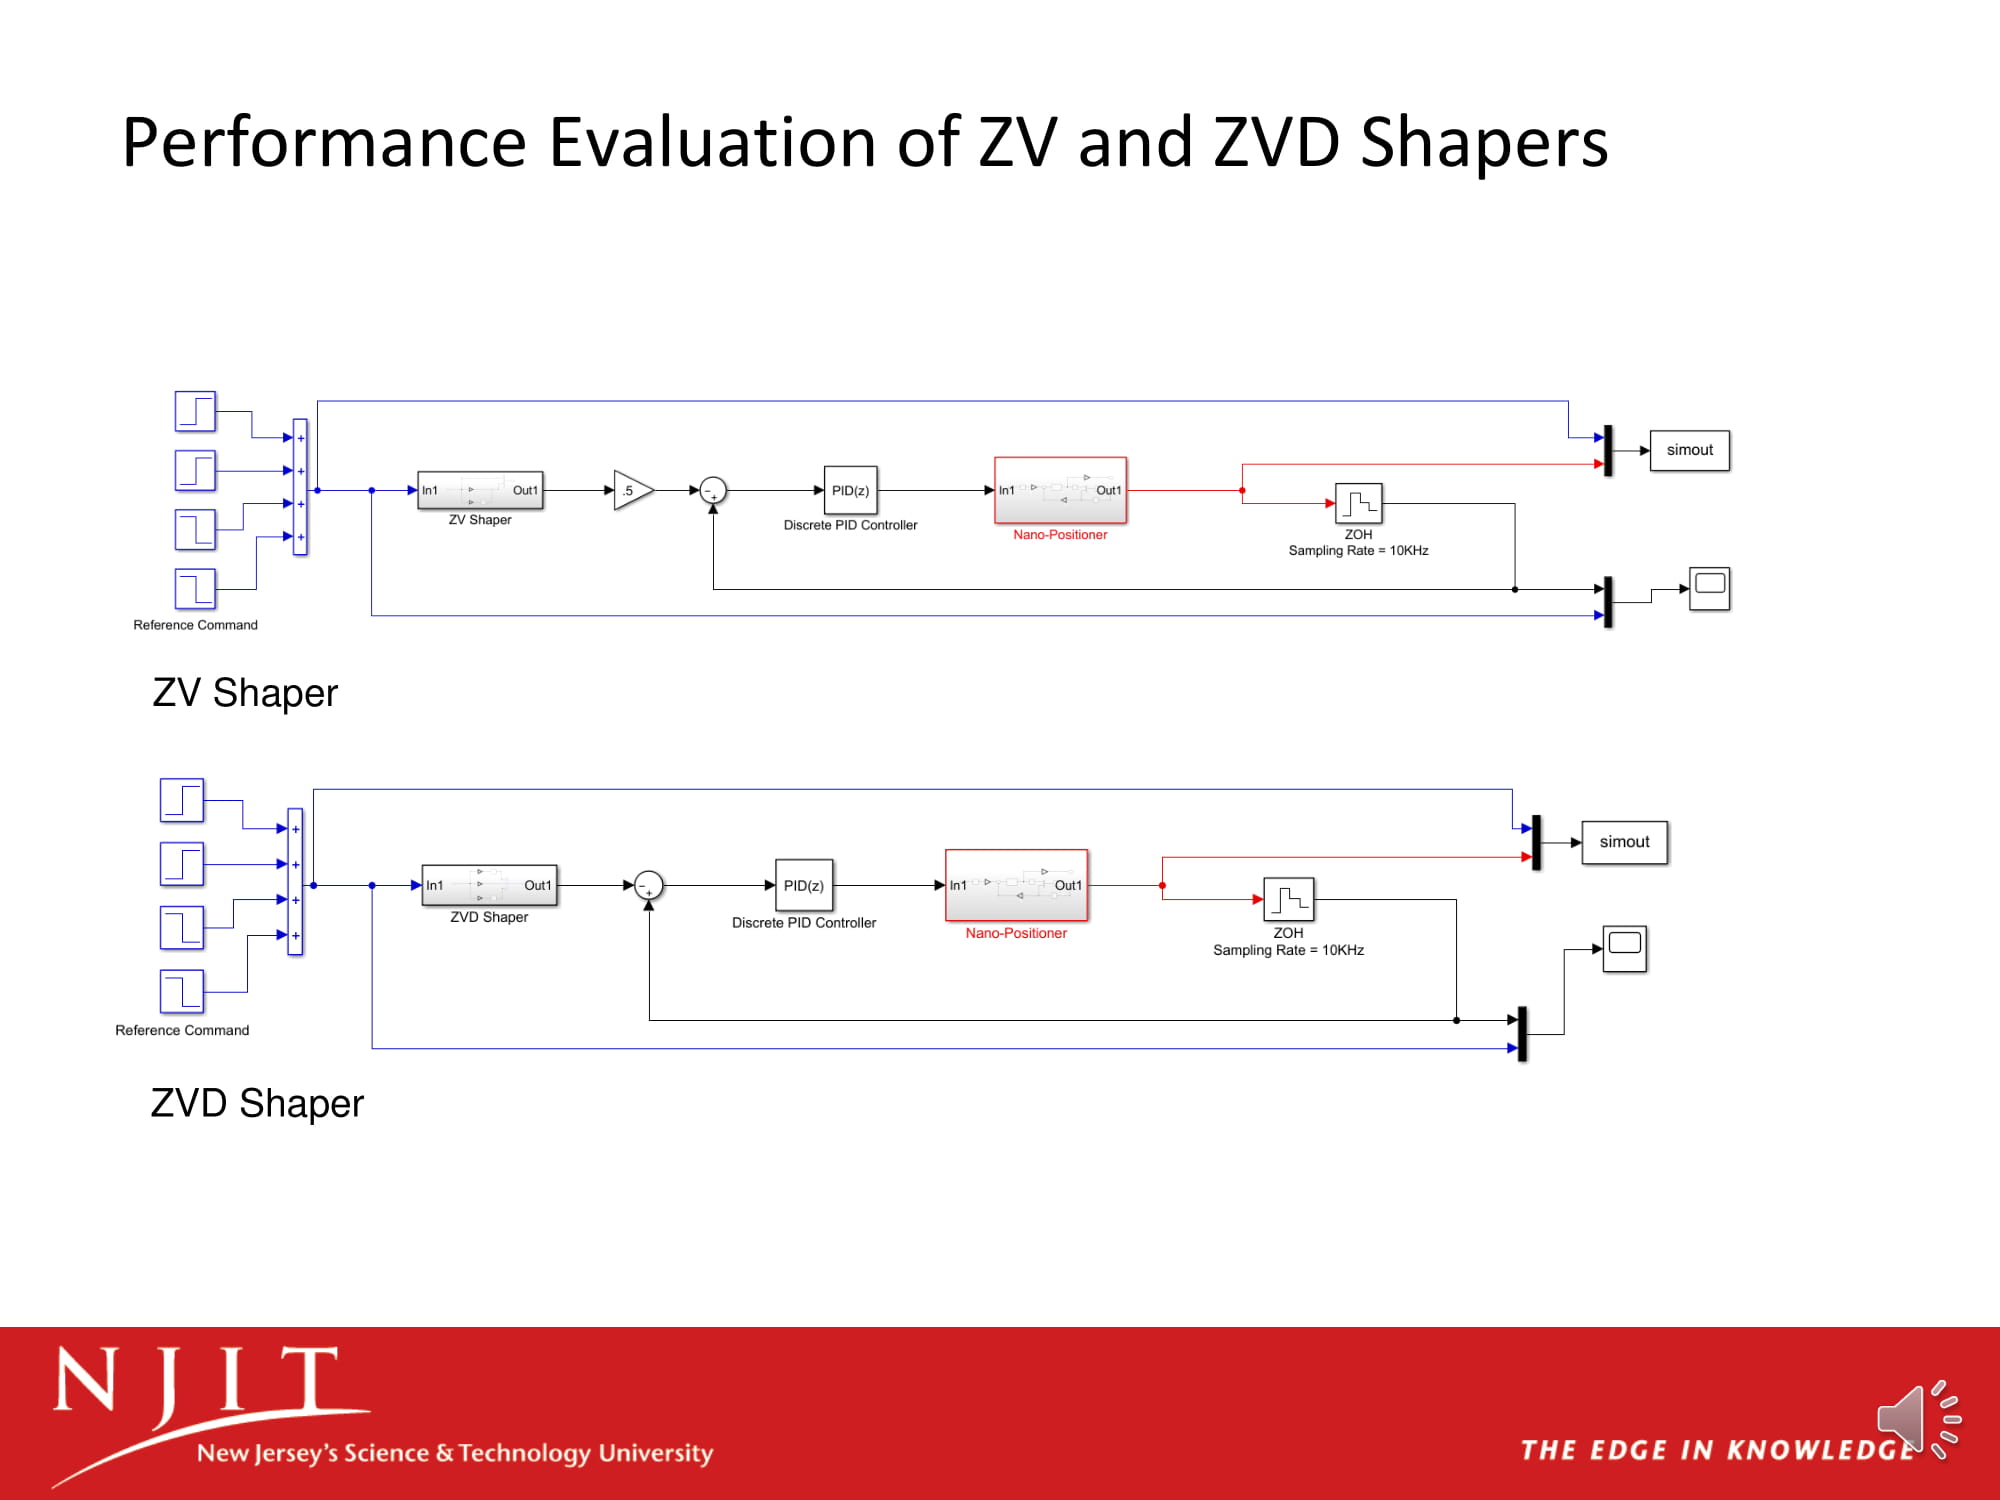 Performance Evaluation of ZV and ZVD Shapers
+
+
+
+
In1 Out1
ZV Shaper
.5
−
+
PID(z)
Discrete PID Controller
In1 Out1
Nano-Positioner
ZOH
Sampling Rate = 10KHz
simout
Reference Command
ZV Shaper
+
+
+
+
In1 Out1
ZVD Shaper
−
+
PID(z)
Discrete PID Controller
In1 Out1
Nano-Positioner
ZOH
Sampling Rate = 10KHz
simout
Reference Command
ZVD Shaper
NJIT
New Jersey's Science & Technology University
THE EDGE IN KNOWLEDGE